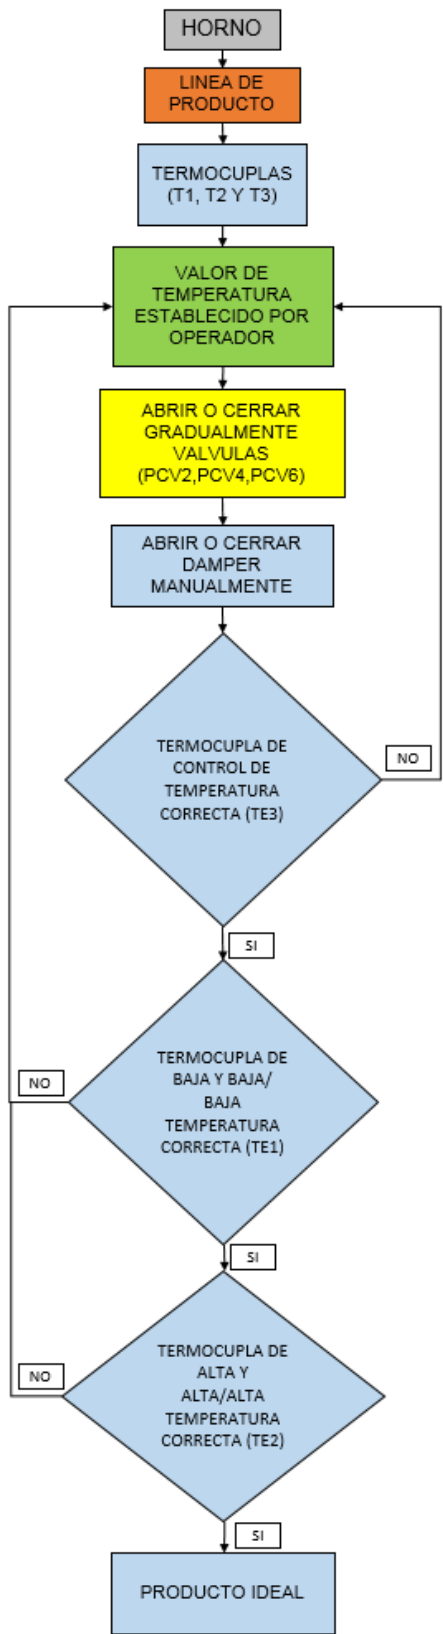 HORNO
LINEA DE
PRODUCTO
TERMOCUPLAS
(T1, T2 Y T3)
VALOR DE
TEMPERATURA
ESTABLECIDO POR
OPERADOR
ABRIR O CERRAR
GRADUALMENTE
VALVULAS
(PCV2,PCV4,PCV6)
ABRIR O CERRAR
DAMPER
MANUALMENTE
TERMOCUPLA DE
CONTROL DE
TEMPERATURA
CORRECTA (TE3)
NO
SI
TERMOCUPLA DE
BAJA Y BAJA/
BAJA
TEMPERATURA
CORRECTA (TE1)
NO
SI
TERMOCUPLA DE
ALTA Y
ALTA/ALTA
TEMPERATURA
CORRECTA (TE2)
NO
SI
PRODUCTO IDEAL